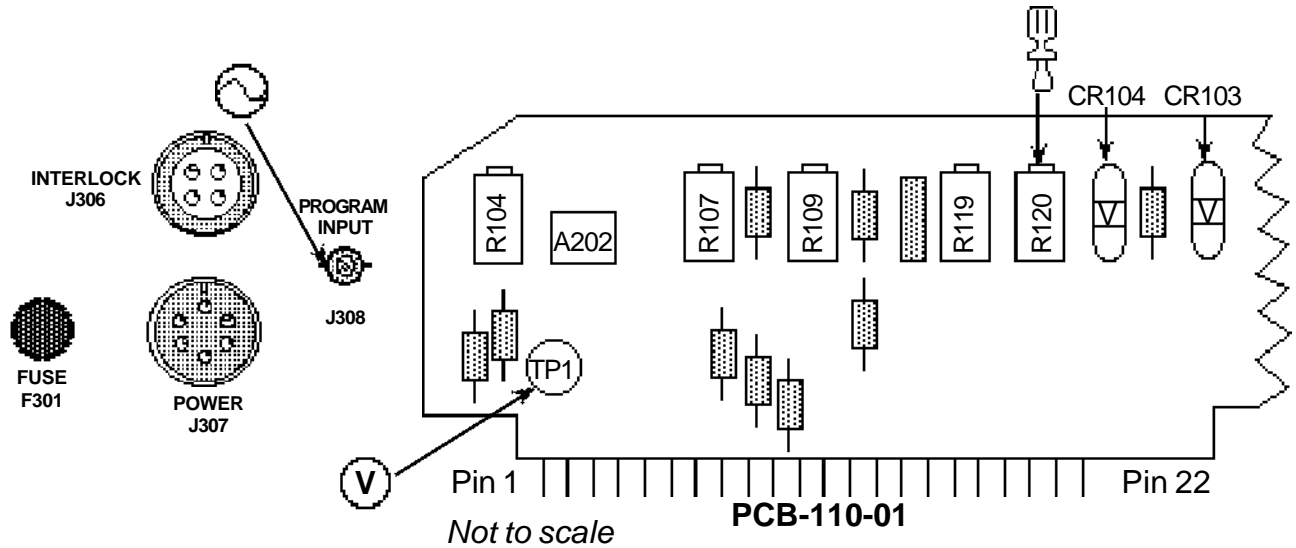 CR104
CR103
INTERLOCK
J306
PROGRAM
INPUT
J308
FUSE
F301
POWER
J307
R104
A202
R107
R109
R119
R120
V
V
TP1
V
Pin 1
Pin 22
PCB-110-01
Not to scale